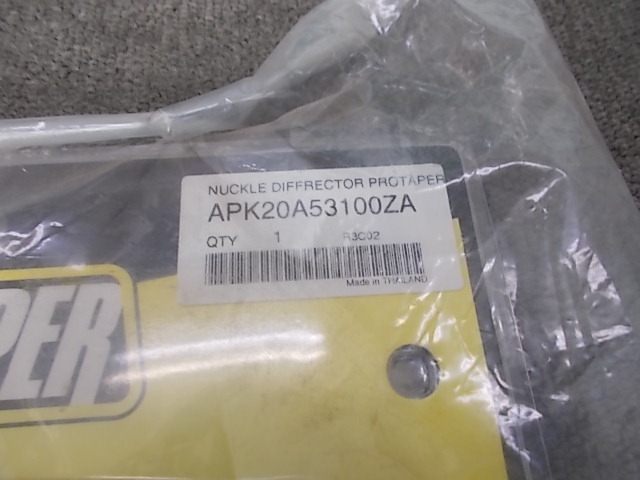 NUCKLE DIFFRECTOR PROTAPER
APK20A53100ZA
QTY 1 R3C02
Made in THAILAND
PER